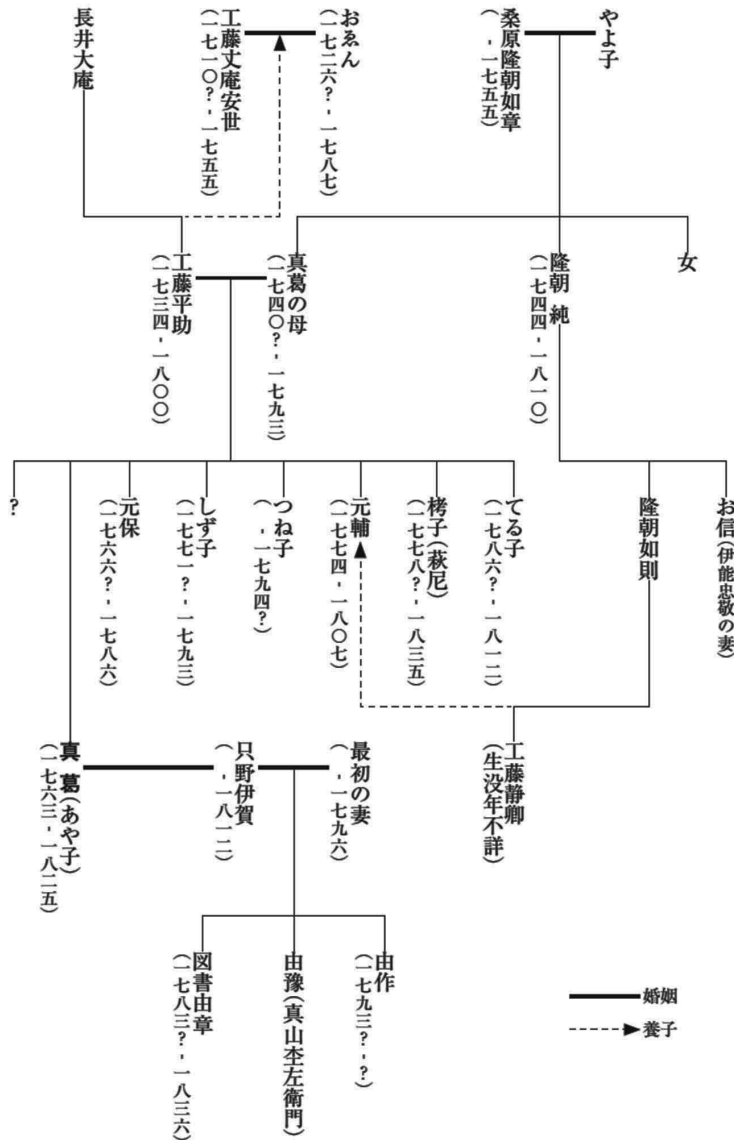 やよ子
桑原隆朝如章
(　-一七五五)
おゑん
(一七二六?-一七八七)
工藤丈庵安世
(一七一〇?-一七五五)
長井大庵
女
隆朝 純
(一七四四-一八一〇)
真葛の母
(一七四〇?-一七九三)
工藤平助
(一七三四-一八〇〇)
お信(伊能忠敬の妻)
隆朝如則
てる子
(一七八六?-一八一二)
栲子(萩尼)
(一七七八?-一八三五)
元輔
(一七七四-一八〇七)
つね子
(　-一七九四?)
しず子
(一七七一?-一七九三)
元保
(一七六六?-一七八六)
?
工藤静卿
(生没年不詳)
最初の妻
(　-一七九六)
只野伊賀
(　-一八一二)
真 葛(あや子)
(一七六三-一八二五)
由作
(一七九三?-?)
由豫(真山杢左衛門)
図書由章
(一七八三?-一八三六)
婚姻
養子